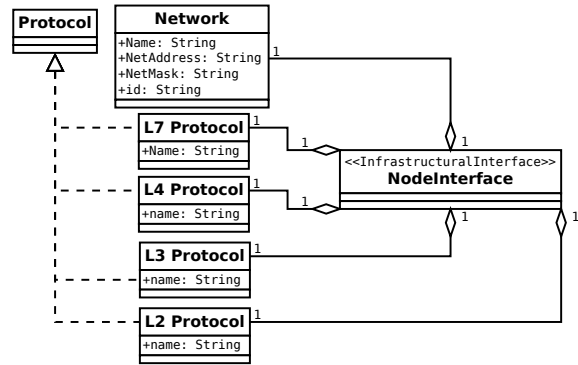 Protocol
Network
+Name: String
+NetAddress: String
+NetMask: String
+id: String
1
1
L7 Protocol
+Name: String
1
1
<<InfrastructuralInterface>>
NodeInterface
L4 Protocol
+name: String
1
1
1
1
L3 Protocol
+name: String
1
L2 Protocol
+name: String
1